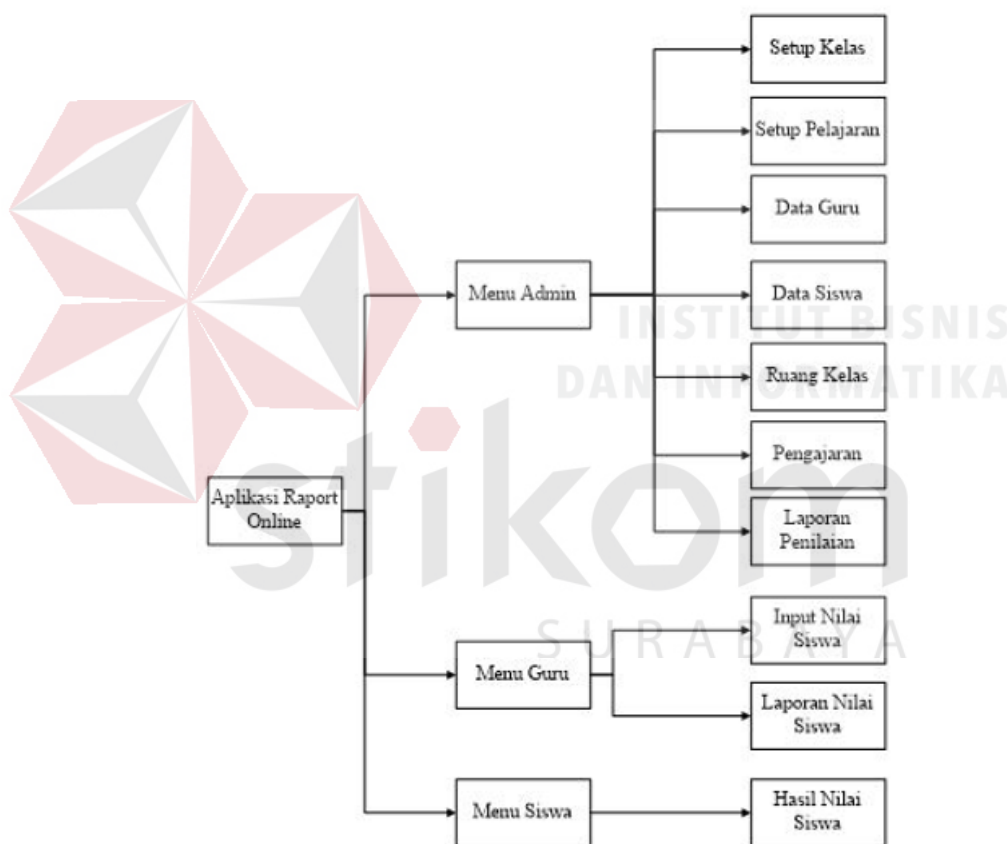 Setup Kelas
Setup Pelajaran
Data Guru
Menu Admin
Data Siswa
INSTITUT BISNIS
DAN INFORMATIKA
Ruang Kelas
stikom
Pengajaran
Aplikasi Raport
Online
Laporan
Penilaian
SURABAYA
Input Nilai
Siswa
Menu Guru
Laporan Nilai
Siswa
Menu Siswa
Hasil Nilai
Siswa